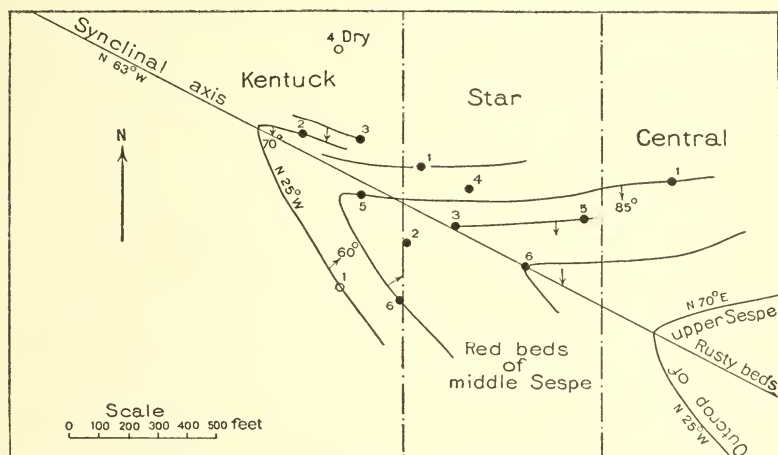 Synclinal axis
N 63° W
4 Dry
Kentuck
Star
Central
N
2
3
70°
1
4
1
N 25° W
5
3
5
85°
2
60°
1
6
6
N 70° E
upper Sespe
Rusty beds
Outcrop of
N 25° W
Red beds
of
middle Sespe
Scale
0 100 200 300 400 500 feet